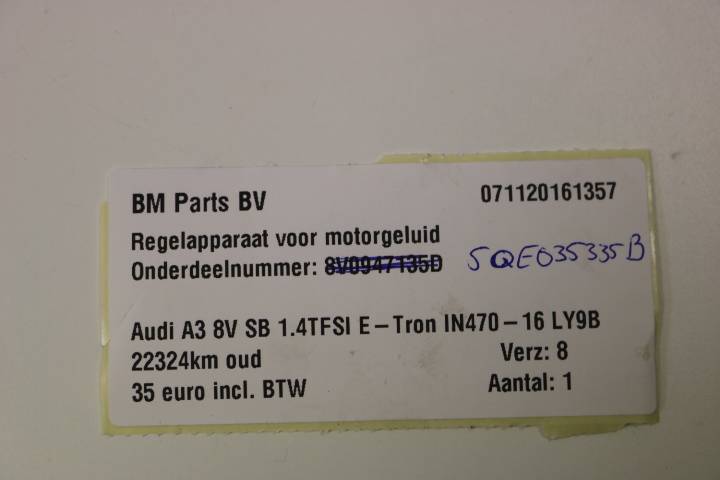 BM Parts BV 071120161357
Regelapparaat voor motorgeluid
Onderdeelnummer: 8V0947135D 5QE035335B
Audi A3 8V SB 1.4TFSI E-Tron IN470-16 LY9B
22324km oud Verz: 8
35 euro incl. BTW Aantal: 1